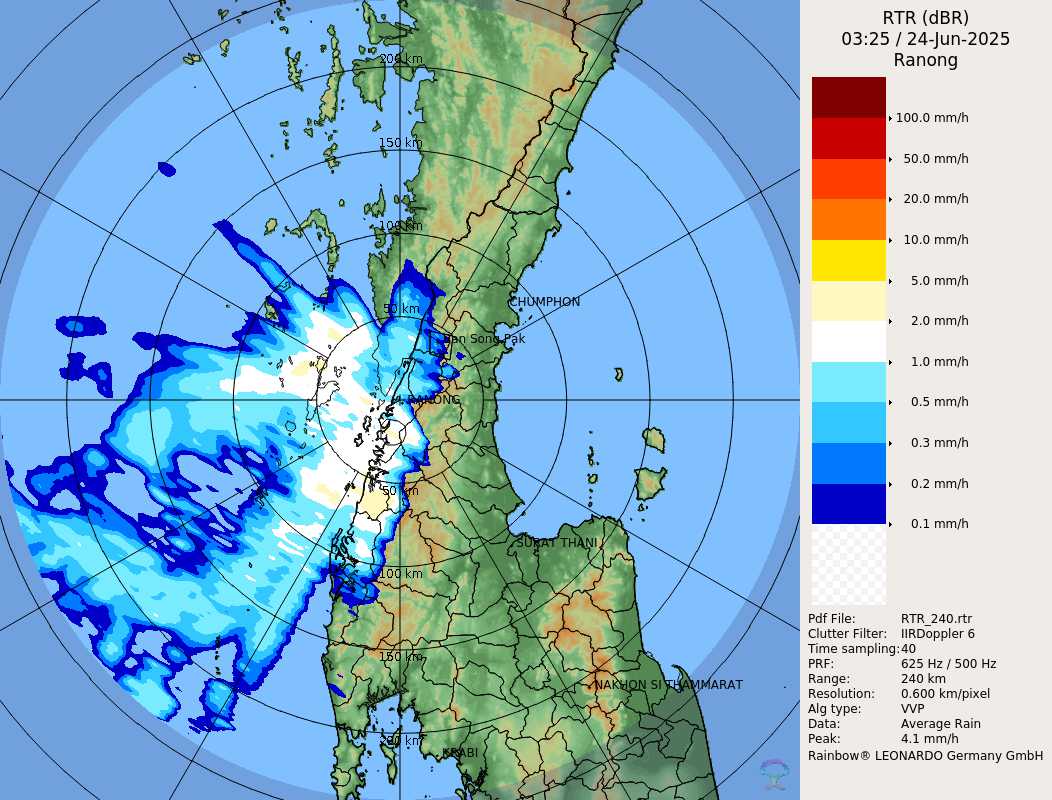 RTR (dBR)
03:25 / 24-Jun-2025
Ranong
100.0 mm/h
50.0 mm/h
20.0 mm/h
10.0 mm/h
5.0 mm/h
2.0 mm/h
1.0 mm/h
0.5 mm/h
0.3 mm/h
0.2 mm/h
0.1 mm/h
Pdf File: RTR_240.rtr
Clutter Filter: IIRDoppler 6
Time sampling: 40
PRF: 625 Hz / 500 Hz
Range: 240 km
Resolution: 0.600 km/pixel
Alg type: VVP
Data: Average Rain
Peak: 4.1 mm/h
Rainbow® LEONARDO Germany GmbH
200 km
150 km
100 km
CHUMPHON
50 km
Ban Song Pak
RANONG
50 km
SURAT THANI
100 km
150 km
NAKHON SI THAMMARAT
200 km
KRABI